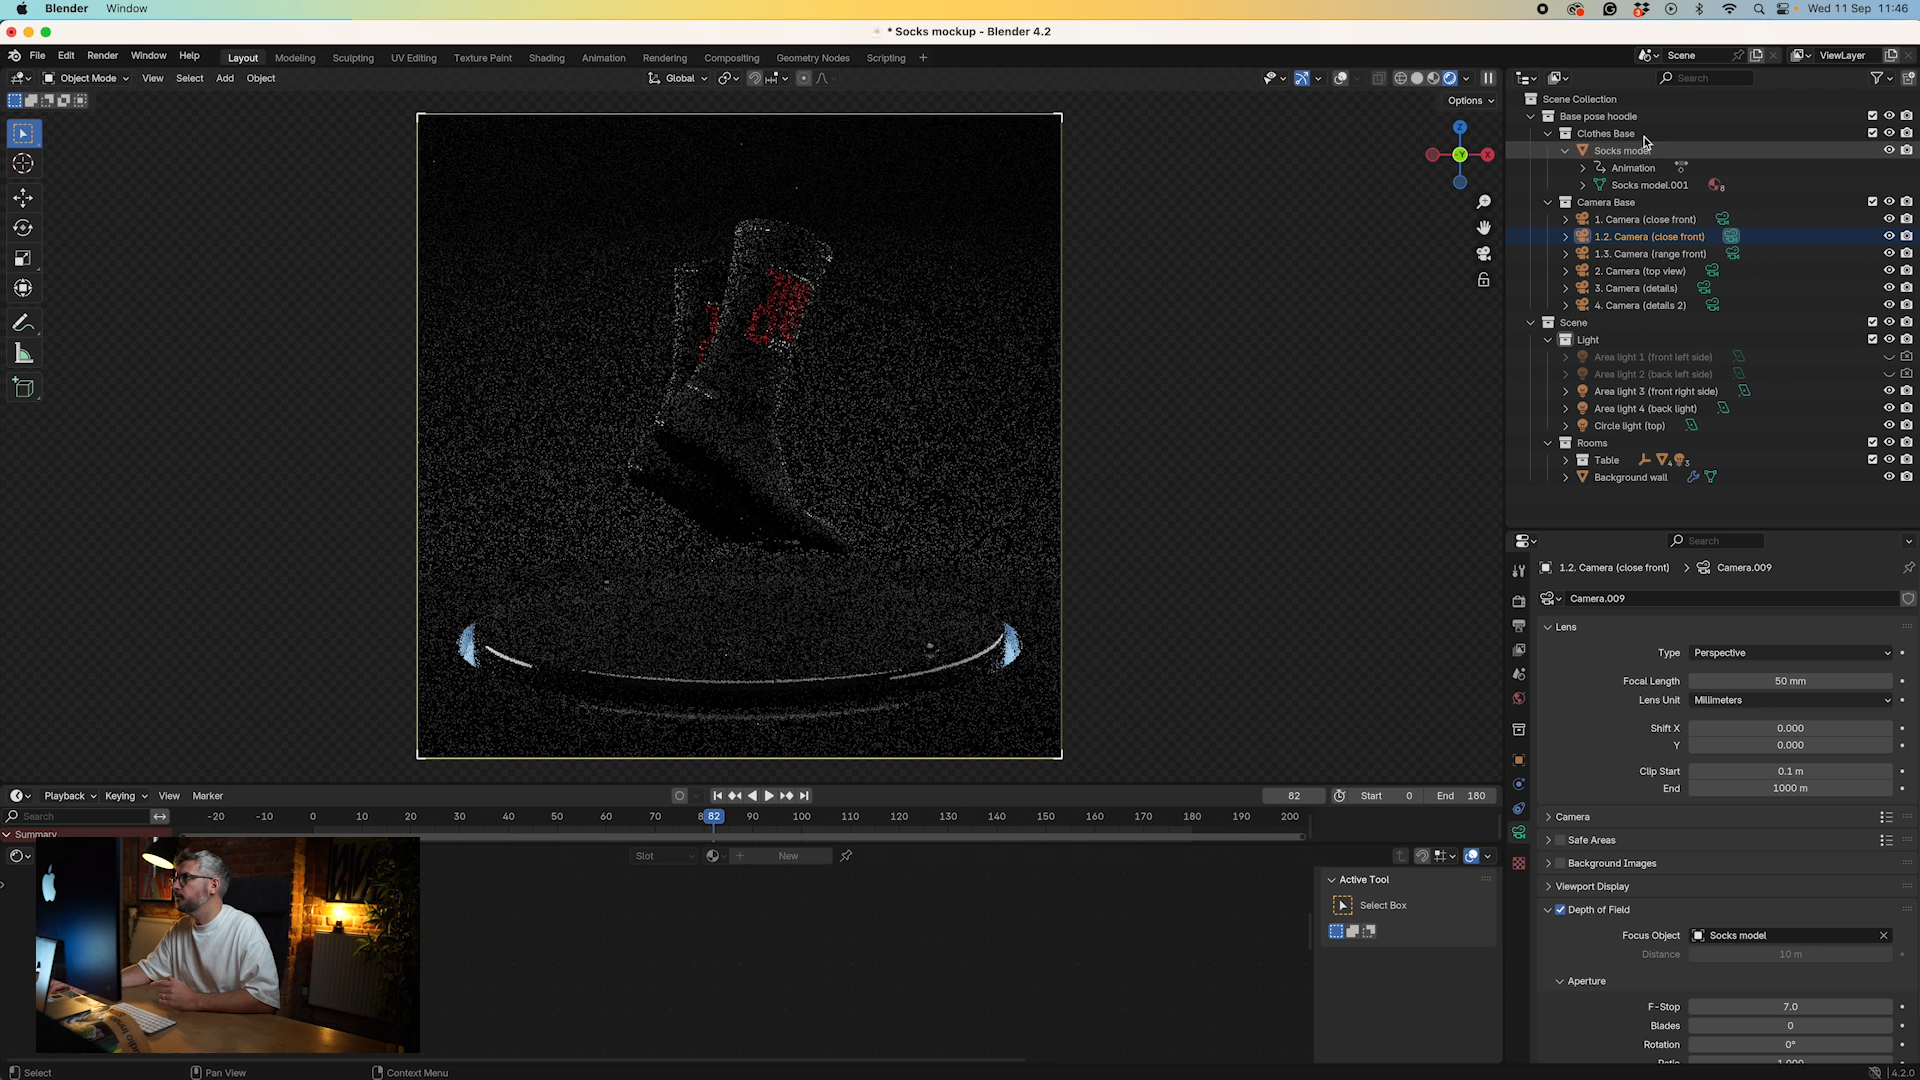 Blender Window
Wed 11 Sep 11:46
* Socks mockup - Blender 4.2
File Edit Render Window Help Layout Modeling Sculpting UV Editing Texture Paint Shading Animation Rendering Compositing Geometry Nodes Scripting +
Scene ViewLayer
Object Mode View Select Add Object Global
Search
Options
Z
Y
X
Scene Collection
Base pose hoodie
Clothes Base
Socks model
Animation
Socks model.001 8
Camera Base
1. Camera (close front)
1.2. Camera (close front)
1.3. Camera (range front)
2. Camera (top view)
3. Camera (details)
4. Camera (details 2)
Scene
Light
Area light 1 (front left side)
Area light 2 (back left side)
Area light 3 (front right side)
Area light 4 (back light)
Circle light (top)
Rooms
Table 4 3
Background wall
Search
1.2. Camera (close front) > Camera.009
Camera.009
Lens
Type Perspective
Focal Length 50 mm
Lens Unit Millimeters
Shift X 0.000
Y 0.000
Clip Start 0.1 m
End 1000 m
Camera
Safe Areas
Background Images
Viewport Display
Depth of Field
Focus Object Socks model
Distance 10 m
Aperture
F-Stop 7.0
Blades 0
Rotation 0°
Playback Keying View Marker
82 Start 0 End 180
Search
-20 -10 0 10 20 30 40 50 60 70 8 82 90 100 110 120 130 140 150 160 170 180 190 200
Summary
Slot New
Active Tool
Select Box
Select Pan View Context Menu
4.2.0